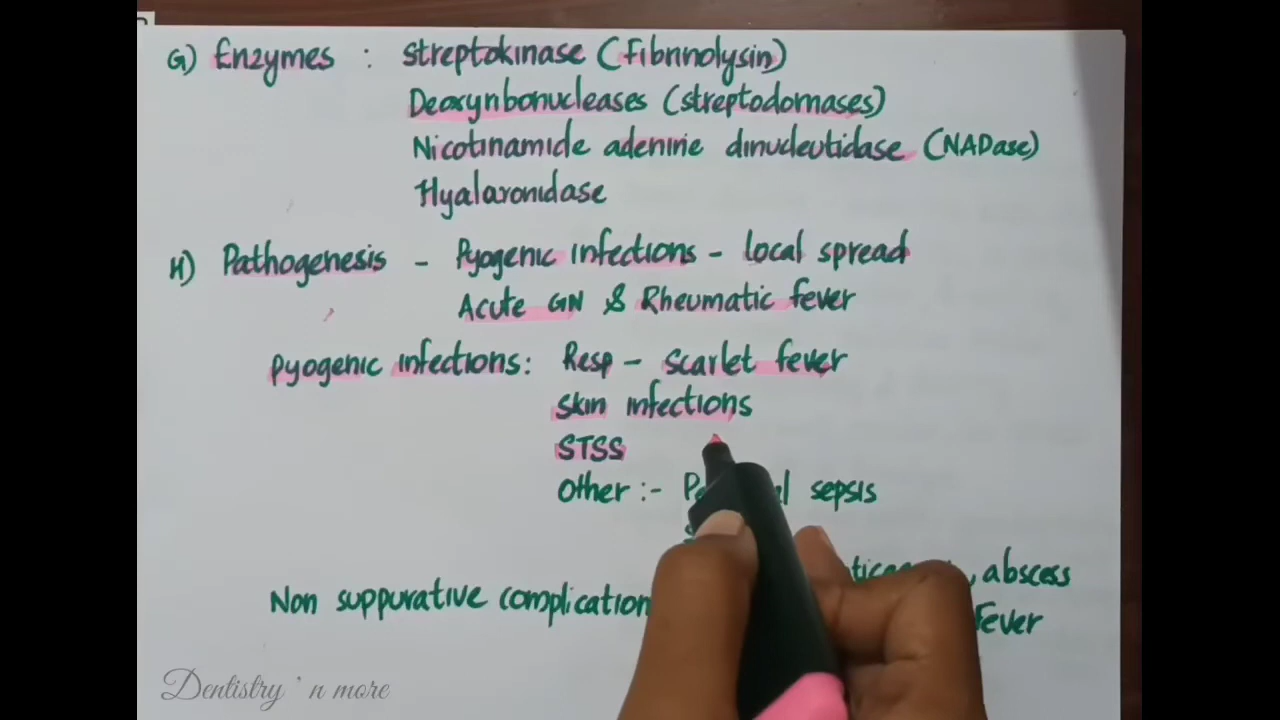 G) Enzymes : Streptokinase (Fibrinolysin)
Deoxyribonucleases (streptodornases)
Nicotinamide adenine dinucleutidase (NADase)
Hyalaronidase
H) Pathogenesis - Pyogenic infections - local spread
Acute GN & Rheumatic fever
Pyogenic infections: Resp - Scarlet fever
Skin infections
STSS
Other :- sepsis
abscess
Non suppurative complication
Fever
Dentistry ' n more